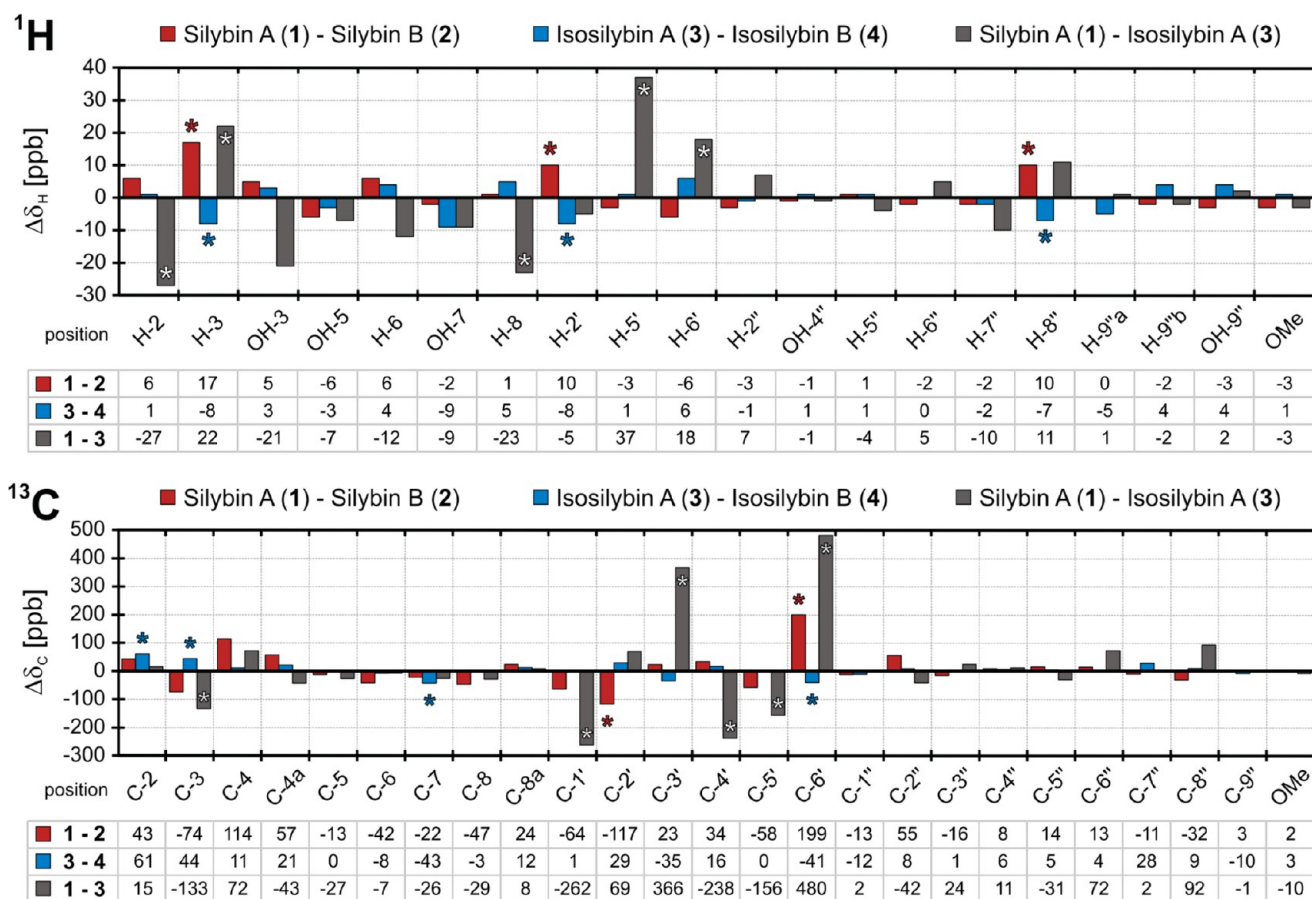 ¹H
Silybin A (1) - Silybin B (2) Isosilybin A (3) - Isosilybin B (4) Silybin A (1) - Isosilybin A (3)
ΔδH [ppb]
40
30
20
10
0
-10
-20
-30
position H-2 H-3 OH-3 OH-5 H-6 OH-7 H-8 H-2' H-5' H-6' H-2" OH-4" H-5" H-6" H-7" H-8" H-9"a H-9"b OH-9" OMe
1 - 2 6 17 5 -6 6 -2 1 10 -3 -6 -3 -1 1 -2 -2 10 0 -2 -3 -3
3 - 4 1 -8 3 -3 4 -9 5 -8 1 6 -1 1 1 0 -2 -7 -5 4 4 1
1 - 3 -27 22 -21 -7 -12 -9 -23 -5 37 18 7 -1 -4 5 -10 11 1 -2 2 -3
¹³C
Silybin A (1) - Silybin B (2) Isosilybin A (3) - Isosilybin B (4) Silybin A (1) - Isosilybin A (3)
ΔδC [ppb]
500
400
300
200
100
0
-100
-200
-300
position C-2 C-3 C-4 C-4a C-5 C-6 C-7 C-8 C-8a C-1' C-2' C-3' C-4' C-5' C-6' C-1" C-2" C-3" C-4" C-5" C-6" C-7" C-8" C-9" OMe
1 - 2 43 -74 114 57 -13 -42 -22 -47 24 -64 -117 23 34 -58 199 -13 55 -16 8 14 13 -11 -32 3 2
3 - 4 61 44 11 21 0 -8 -43 -3 12 1 29 -35 16 0 -41 -12 8 1 6 5 4 28 9 -10 3
1 - 3 15 -133 72 -43 -27 -7 -26 -29 8 -262 69 366 -238 -156 480 2 -42 24 11 -31 72 2 92 -1 -10